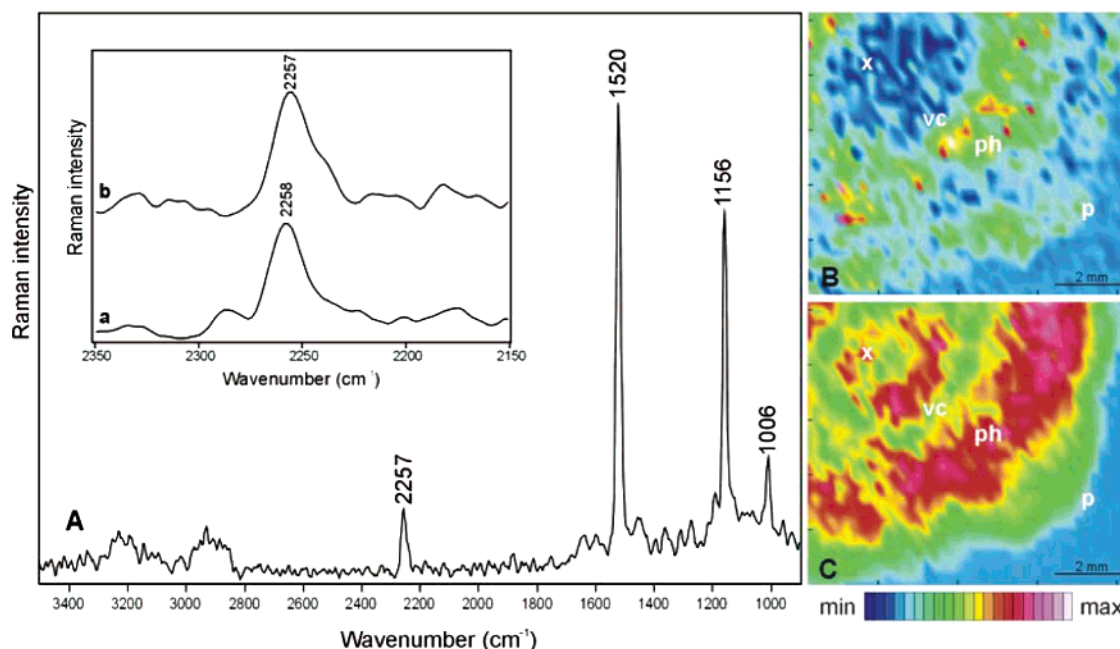 Raman intensity
Raman intensity
b
2257
a
2258
2350 2300 2250 2200 2150
Wavenumber (cm⁻¹)
1520
1156
1006
2257
A
3400 3200 3000 2800 2600 2400 2200 2000 1800 1600 1400 1200 1000
Wavenumber (cm⁻¹)
x
vc
ph
p
B
2 mm
x
vc
ph
p
C
2 mm
min max